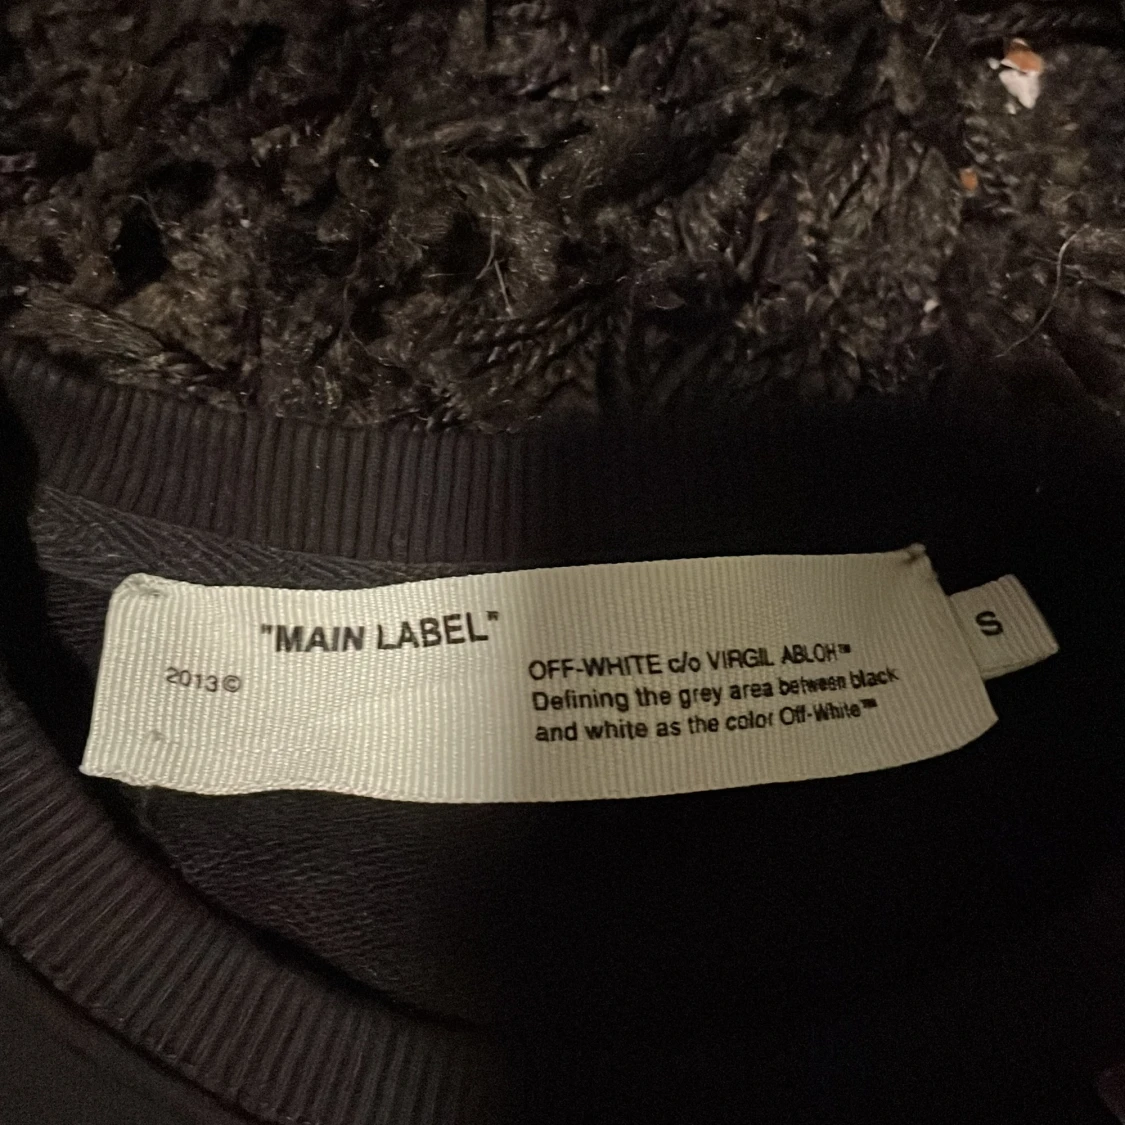 "MAIN LABEL"
2013©
OFF-WHITE c/o VIRGIL ABLOH™
Defining the grey area between black
and white as the color Off-White™
S